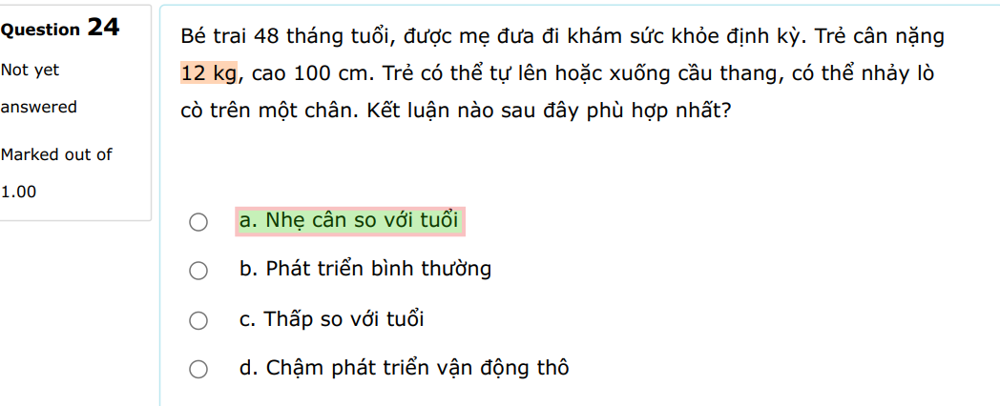 Question 24
Not yet
answered
Marked out of
1.00
Bé trai 48 tháng tuổi, được mẹ đưa đi khám sức khỏe định kỳ. Trẻ cân nặng
12 kg, cao 100 cm. Trẻ có thể tự lên hoặc xuống cầu thang, có thể nhảy lò
cò trên một chân. Kết luận nào sau đây phù hợp nhất?
a. Nhẹ cân so với tuổi
b. Phát triển bình thường
c. Thấp so với tuổi
d. Chậm phát triển vận động thô